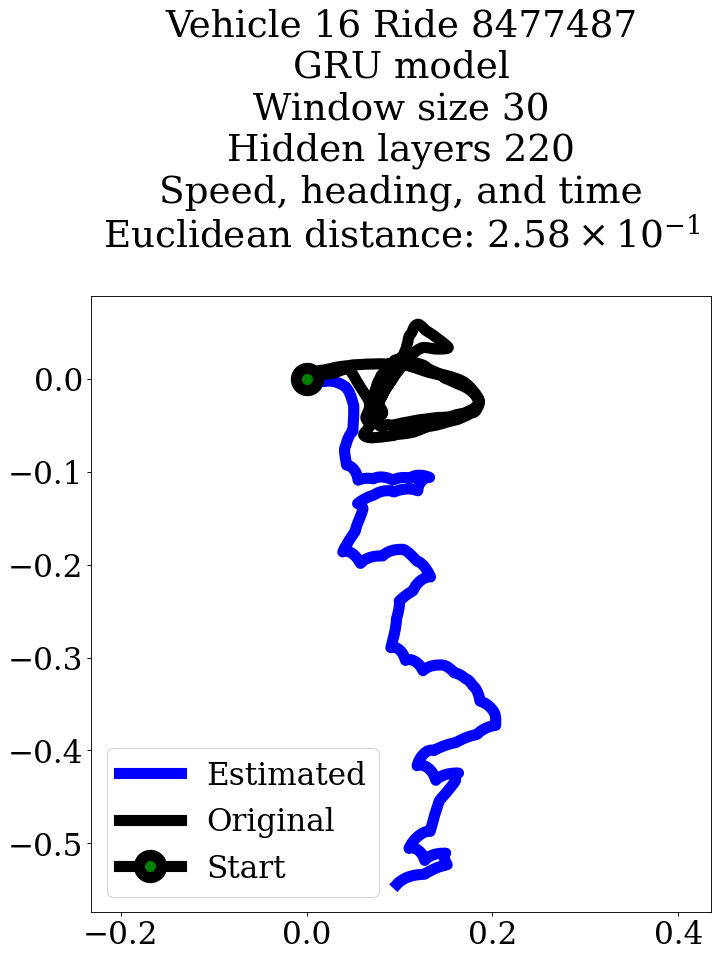 Vehicle 16 Ride 8477487
GRU model
Window size 30
Hidden layers 220
Speed, heading, and time
Euclidean distance: 2.58 × 10⁻¹
0.0
−0.1
−0.2
−0.3
−0.4
−0.5
Estimated
Original
Start
−0.2 0.0 0.2 0.4